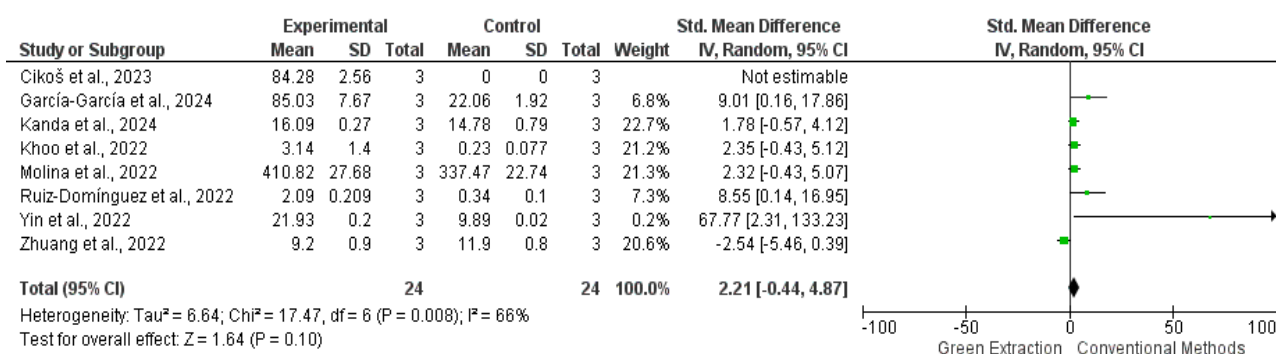 Experimental Control Std. Mean Difference Std. Mean Difference
Study or Subgroup Mean SD Total Mean SD Total Weight IV, Random, 95% CI IV, Random, 95% CI
Cikoš et al., 2023 84.28 2.56 3 0 0 3 Not estimable
García-García et al., 2024 85.03 7.67 3 22.06 1.92 3 6.8% 9.01 [0.16, 17.86]
Kanda et al., 2024 16.09 0.27 3 14.78 0.79 3 22.7% 1.78 [-0.57, 4.12]
Khoo et al., 2022 3.14 1.4 3 0.23 0.077 3 21.2% 2.35 [-0.43, 5.12]
Molina et al., 2022 410.82 27.68 3 337.47 22.74 3 21.3% 2.32 [-0.43, 5.07]
Ruiz-Domínguez et al., 2022 2.09 0.209 3 0.34 0.1 3 7.3% 8.55 [0.14, 16.95]
Yin et al., 2022 21.93 0.2 3 9.89 0.02 3 0.2% 67.77 [2.31, 133.23]
Zhuang et al., 2022 9.2 0.9 3 11.9 0.8 3 20.6% -2.54 [-5.46, 0.39]
Total (95% CI) 24 24 100.0% 2.21 [-0.44, 4.87]
Heterogeneity: Tau² = 6.64; Chi² = 17.47, df = 6 (P = 0.008); I² = 66%
Test for overall effect: Z = 1.64 (P = 0.10)
-100 -50 0 50 100
Green Extraction Conventional Methods